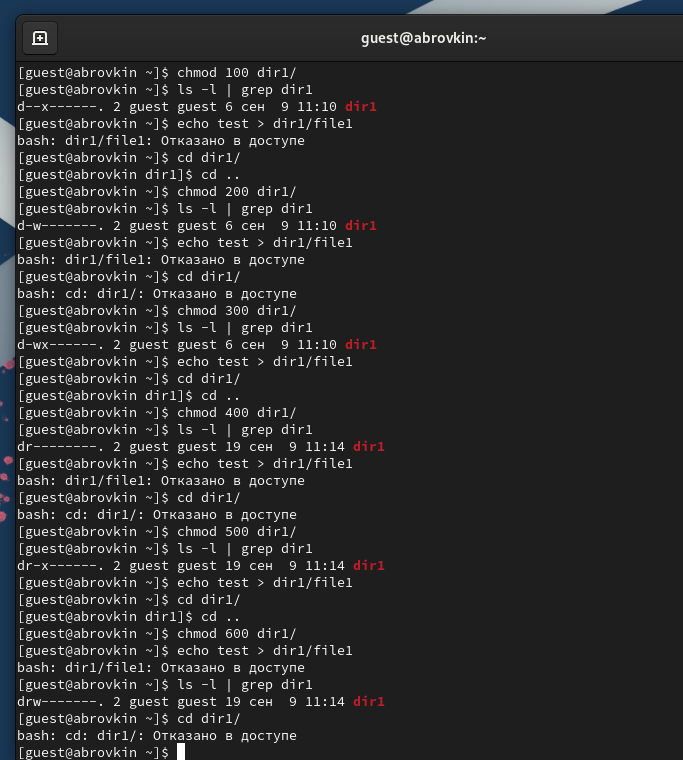 guest@abrovkin:~
[guest@abrovkin ~]$ chmod 100 dir1/
[guest@abrovkin ~]$ ls -l | grep dir1
d--x------. 2 guest guest 6 сен  9 11:10 dir1
[guest@abrovkin ~]$ echo test > dir1/file1
bash: dir1/file1: Отказано в доступе
[guest@abrovkin ~]$ cd dir1/
[guest@abrovkin dir1]$ cd ..
[guest@abrovkin ~]$ chmod 200 dir1/
[guest@abrovkin ~]$ ls -l | grep dir1
d-w-------. 2 guest guest 6 сен  9 11:10 dir1
[guest@abrovkin ~]$ echo test > dir1/file1
bash: dir1/file1: Отказано в доступе
[guest@abrovkin ~]$ cd dir1/
bash: cd: dir1/: Отказано в доступе
[guest@abrovkin ~]$ chmod 300 dir1/
[guest@abrovkin ~]$ ls -l | grep dir1
d-wx------. 2 guest guest 6 сен  9 11:10 dir1
[guest@abrovkin ~]$ echo test > dir1/file1
[guest@abrovkin ~]$ cd dir1/
[guest@abrovkin dir1]$ cd ..
[guest@abrovkin ~]$ chmod 400 dir1/
[guest@abrovkin ~]$ ls -l | grep dir1
dr--------. 2 guest guest 19 сен  9 11:14 dir1
[guest@abrovkin ~]$ echo test > dir1/file1
bash: dir1/file1: Отказано в доступе
[guest@abrovkin ~]$ cd dir1/
bash: cd: dir1/: Отказано в доступе
[guest@abrovkin ~]$ chmod 500 dir1/
[guest@abrovkin ~]$ ls -l | grep dir1
dr-x------. 2 guest guest 19 сен  9 11:14 dir1
[guest@abrovkin ~]$ echo test > dir1/file1
[guest@abrovkin ~]$ cd dir1/
[guest@abrovkin dir1]$ cd ..
[guest@abrovkin ~]$ chmod 600 dir1/
[guest@abrovkin ~]$ echo test > dir1/file1
bash: dir1/file1: Отказано в доступе
[guest@abrovkin ~]$ ls -l | grep dir1
drw-------. 2 guest guest 19 сен  9 11:14 dir1
[guest@abrovkin ~]$ cd dir1/
bash: cd: dir1/: Отказано в доступе
[guest@abrovkin ~]$